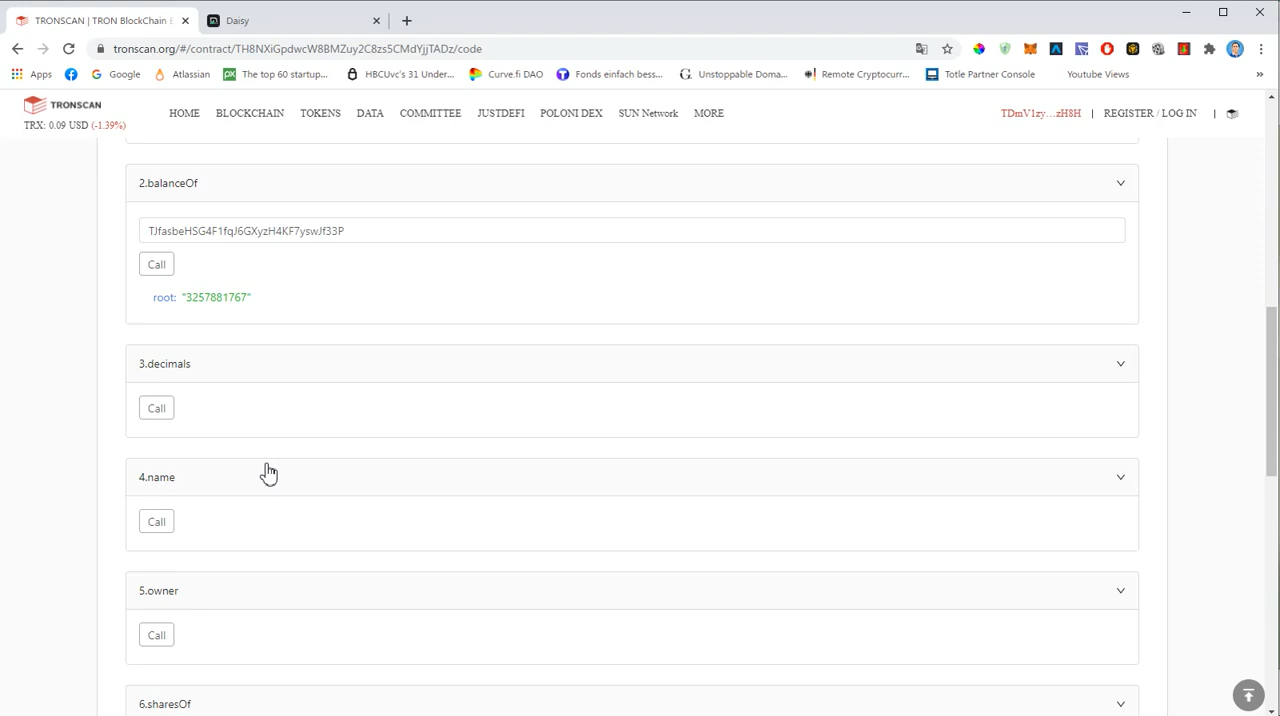 TRONSCAN | TRON BlockChain E
Daisy
tronscan.org/#/contract/TH8NXiGpdwcW8BMZuy2C8zs5CMdYjjTADz/code
Apps
Google
Atlassian
The top 60 startup...
HBCUvc's 31 Under...
Curve.fi DAO
Fonds einfach bess...
Unstoppable Doma...
Remote Cryptocurr...
Totle Partner Console
Youtube Views
»
TRONSCAN
TRX: 0.09 USD (-1.39%)
HOME
BLOCKCHAIN
TOKENS
DATA
COMMITTEE
JUSTDEFI
POLONI DEX
SUN Network
MORE
TDmV1zy...zH8H | REGISTER / LOG IN |
2.balanceOf
TJfasbeHSG4F1fqJ6GXyzH4KF7yswJf33P
Call
root: "3257881767"
3.decimals
Call
4.name
Call
5.owner
Call
6.sharesOf